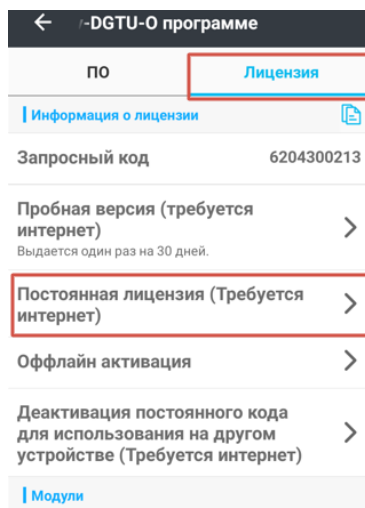 -DGTU-О программе
ПО
Лицензия
Информация о лицензии
Запросный код
6204300213
Пробная версия (требуется
интернет)
Выдается один раз на 30 дней.
Постоянная лицензия (Требуется
интернет)
Оффлайн активация
Деактивация постоянного кода
для использования на другом
устройстве (Требуется интернет)
Модули